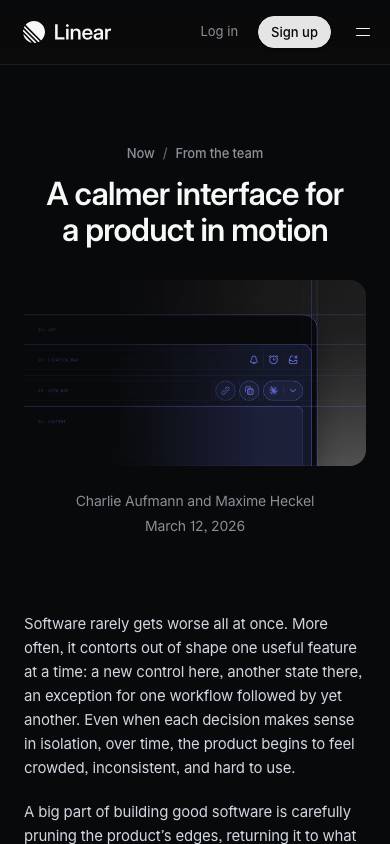 Linear
Log in
Sign up
Now / From the team
A calmer interface for
a product in motion
Charlie Aufmann and Maxime Heckel
March 12, 2026
Software rarely gets worse all at once. More
often, it contorts out of shape one useful feature
at a time: a new control here, another state there,
an exception for one workflow followed by yet
another. Even when each decision makes sense
in isolation, over time, the product begins to feel
crowded, inconsistent, and hard to use.
A big part of building good software is carefully
pruning the product's edges, returning it to what